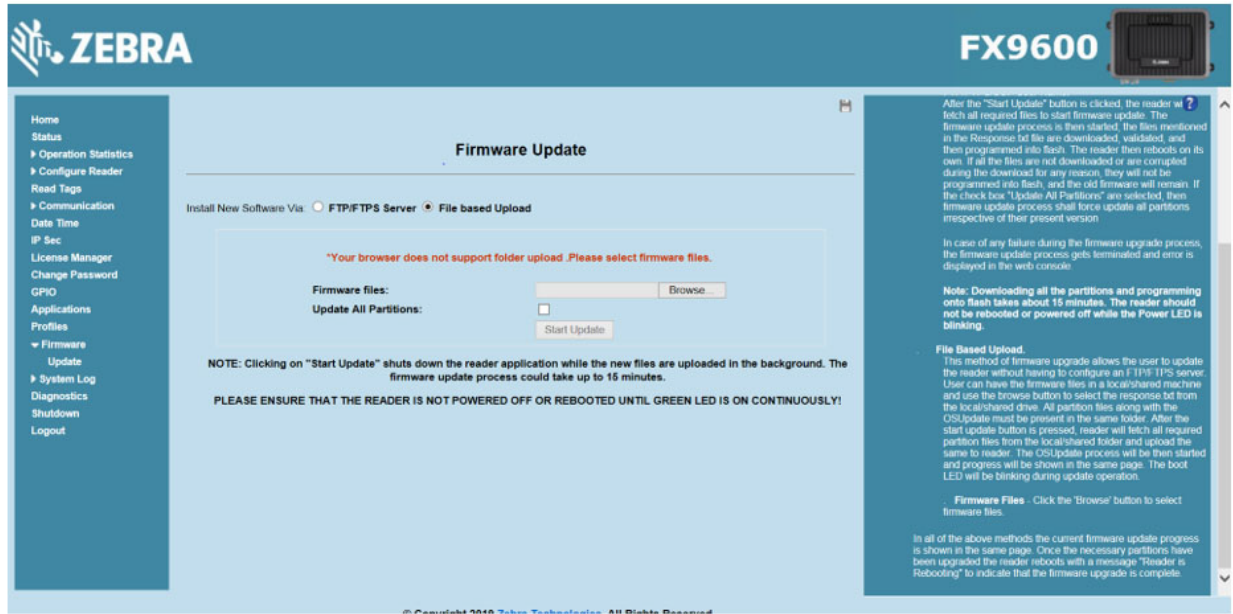 ZEBRA
FX9600
Home
Status
Operation Statistics
Configure Reader
Read Tags
Communication
Date Time
IP Sec
License Manager
Change Password
GPIO
Applications
Profiles
Firmware
Update
System Log
Diagnostics
Shutdown
Logout
Firmware Update
Install New Software Via: FTP/FTPS Server File based Upload
*Your browser does not support folder upload .Please select firmware files.
Firmware files: Browse...
Update All Partitions:
Start Update
NOTE: Clicking on "Start Update" shuts down the reader application while the new files are uploaded in the background. The
firmware update process could take up to 15 minutes.
PLEASE ENSURE THAT THE READER IS NOT POWERED OFF OR REBOOTED UNTIL GREEN LED IS ON CONTINUOUSLY!
After the "Start Update" button is clicked, the reader ?
fetch all required files to start firmware update. The
firmware update process is then started, the files mentioned
in the Response.txt file are downloaded, validated, and
then programmed into flash. The reader then reboots on its
own. If all the files are not downloaded or are corrupted
during the download for any reason, they will not be
programmed into flash, and the old firmware will remain. If
the check box "Update All Partitions" are selected, then
firmware update process shall force update all partitions
irrespective of their present version
In case of any failure during the firmware upgrade process,
the firmware update process gets terminated and error is
displayed in the web console.
Note: Downloading all the partitions and programming
onto flash takes about 15 minutes. The reader should
not be rebooted or powered off while the Power LED is
blinking.
File Based Upload.
This method of firmware upgrade allows the user to update
the reader without having to configure an FTP/FTPS server.
User can have the firmware files in a local/shared machine
and use the browse button to select the response.txt from
the local/shared drive. All partition files along with the
OSUpdate must be present in the same folder. After the
start update button is pressed, reader will fetch all required
partition files from the local/shared folder and upload the
same to reader. The OSUpdate process will be then started
and progress will be shown in the same page. The boot
LED will be blinking during update operation.
. Firmware Files - Click the 'Browse' button to select
firmware files.
In all of the above methods the current firmware update progress
is shown in the same page. Once the necessary partitions have
been upgraded the reader reboots with a message "Reader is
Rebooting" to indicate that the firmware upgrade is complete.
© Copyright 2019 Zebra Technologies. All Rights Reserved